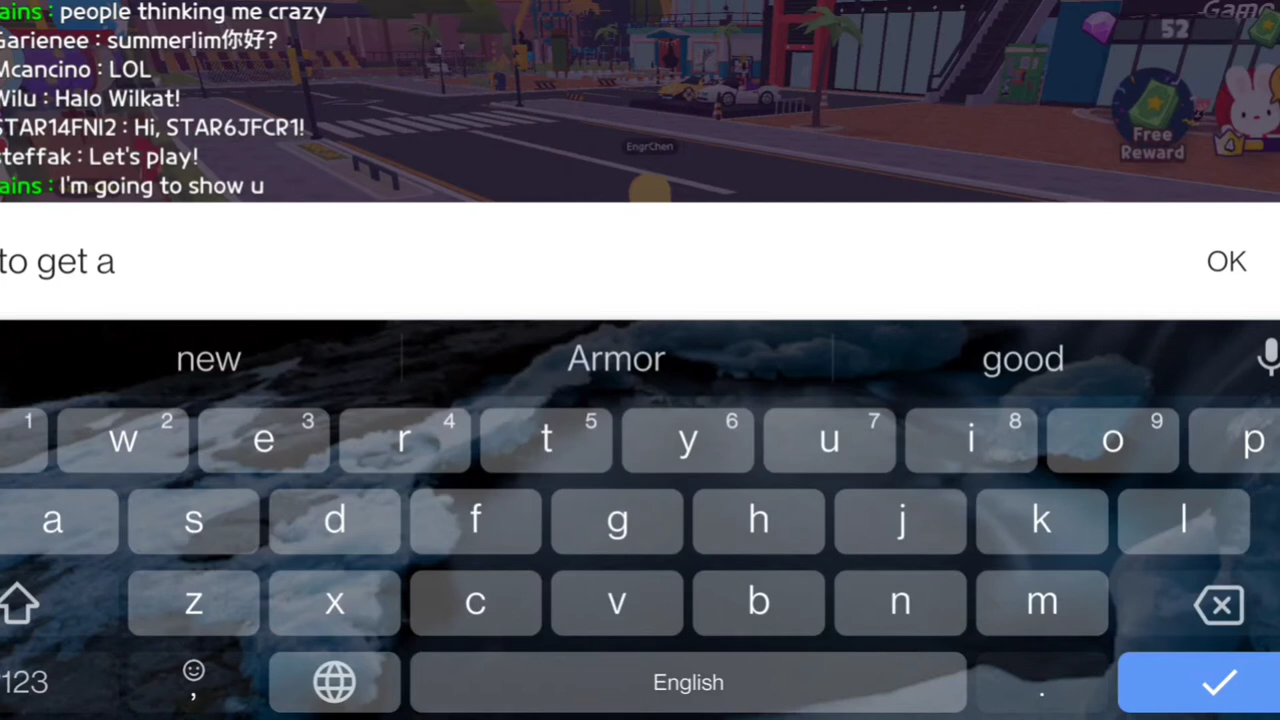 ains : people thinking me crazy
Garienee : summerlim你好?
Mcancino : LOL
Wilu : Halo Wilkat!
STAR14FNI2 : Hi, STAR6JFCR1!
steffak : Let's play!
ains : I'm going to show u
Game
52
Free
Reward
4
EngrChen
to get a
OK
new Armor good
1 2 3 4 5 6 7 8 9
w e r t y u i o p
a s d f g h j k l
z x c v b n m
123 , English .